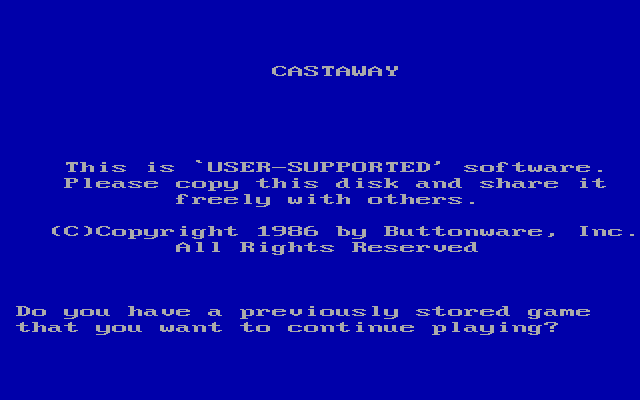 CASTAWAY
This is `USER-SUPPORTED' software.
Please copy this disk and share it
freely with others.
(C)Copyright 1986 by Buttonware, Inc.
All Rights Reserved
Do you have a previously stored game
that you want to continue playing?